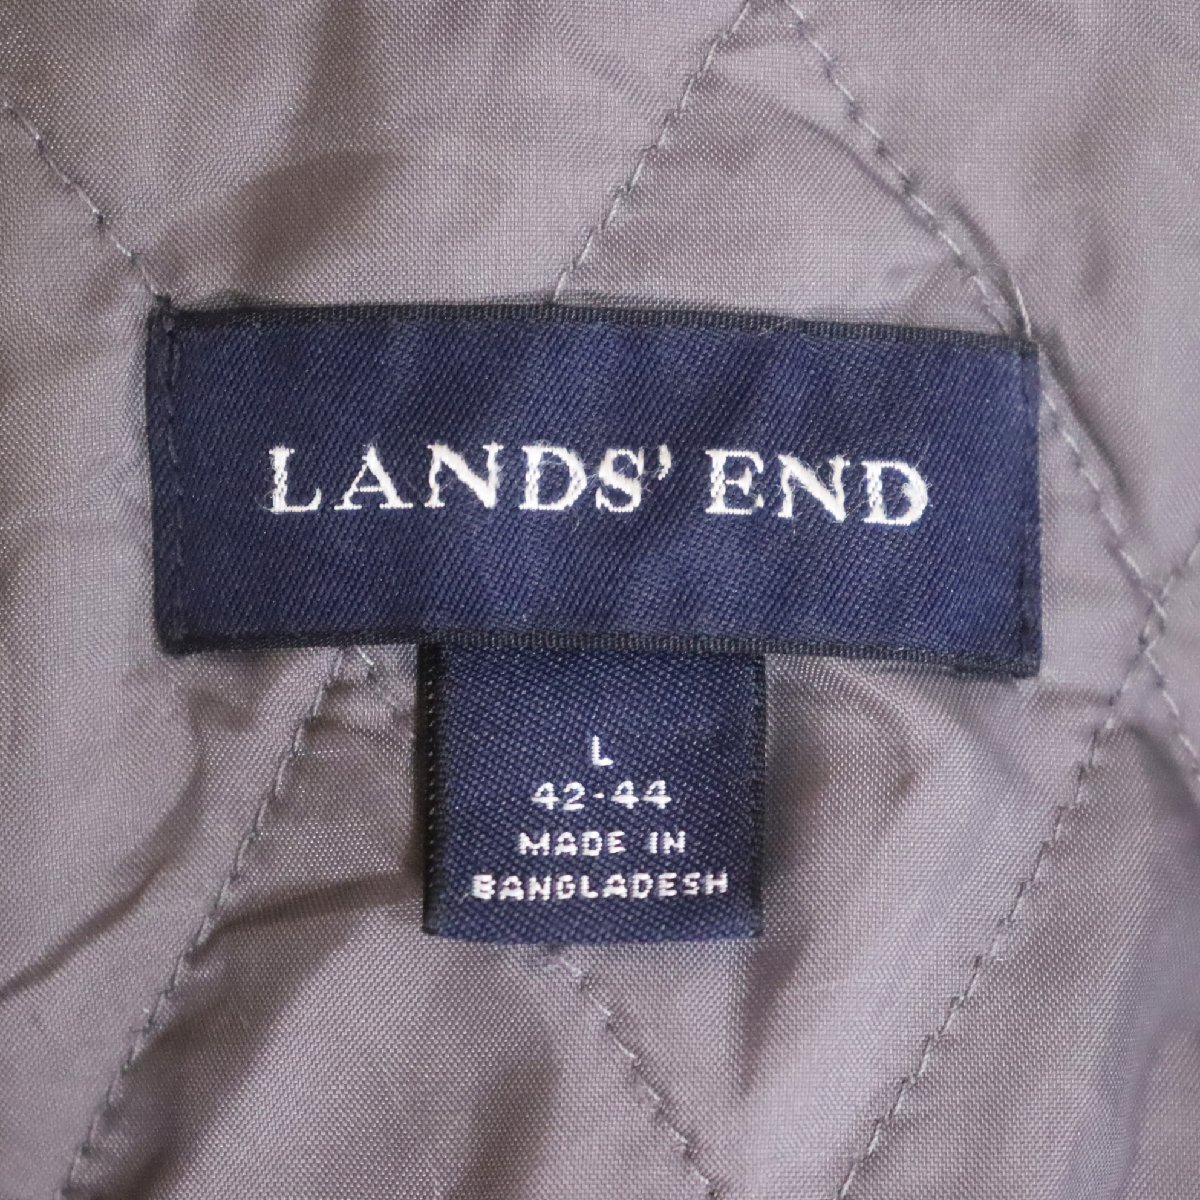 LANDS' END
L
42-44
MADE IN
BANGLADESH